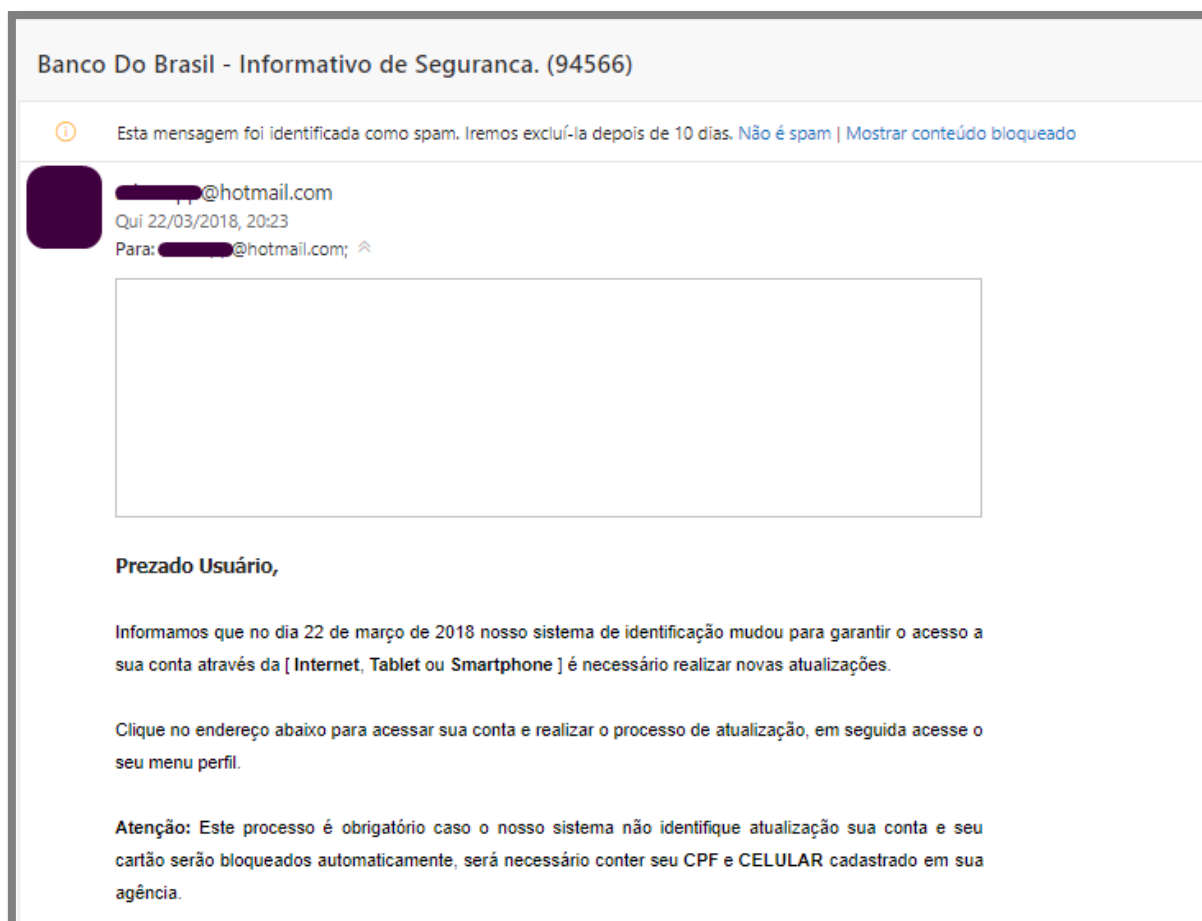 Banco Do Brasil - Informativo de Seguranca. (94566)
Esta mensagem foi identificada como spam. Iremos excluí-la depois de 10 dias. Não é spam | Mostrar conteúdo bloqueado
@hotmail.com
Qui 22/03/2018, 20:23
Para: @hotmail.com;
Prezado Usuário,
Informamos que no dia 22 de março de 2018 nosso sistema de identificação mudou para garantir o acesso a
sua conta através da [ Internet, Tablet ou Smartphone ] é necessário realizar novas atualizações.
Clique no endereço abaixo para acessar sua conta e realizar o processo de atualização, em seguida acesse o
seu menu perfil.
Atenção: Este processo é obrigatório caso o nosso sistema não identifique atualização sua conta e seu
cartão serão bloqueados automaticamente, será necessário conter seu CPF e CELULAR cadastrado em sua
agência.